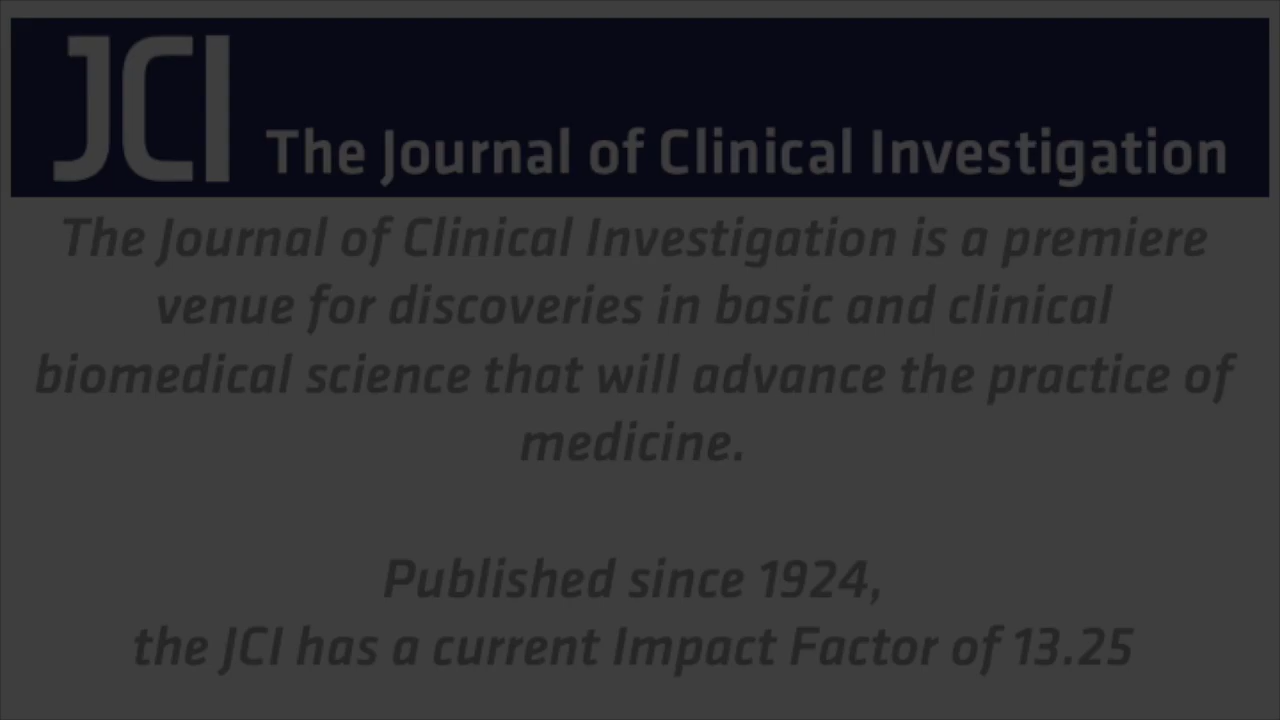 JCI The Journal of Clinical Investigation
The Journal of Clinical Investigation is a premiere
venue for discoveries in basic and clinical
biomedical science that will advance the practice of
medicine.
Published since 1924,
the JCI has a current Impact Factor of 13.25